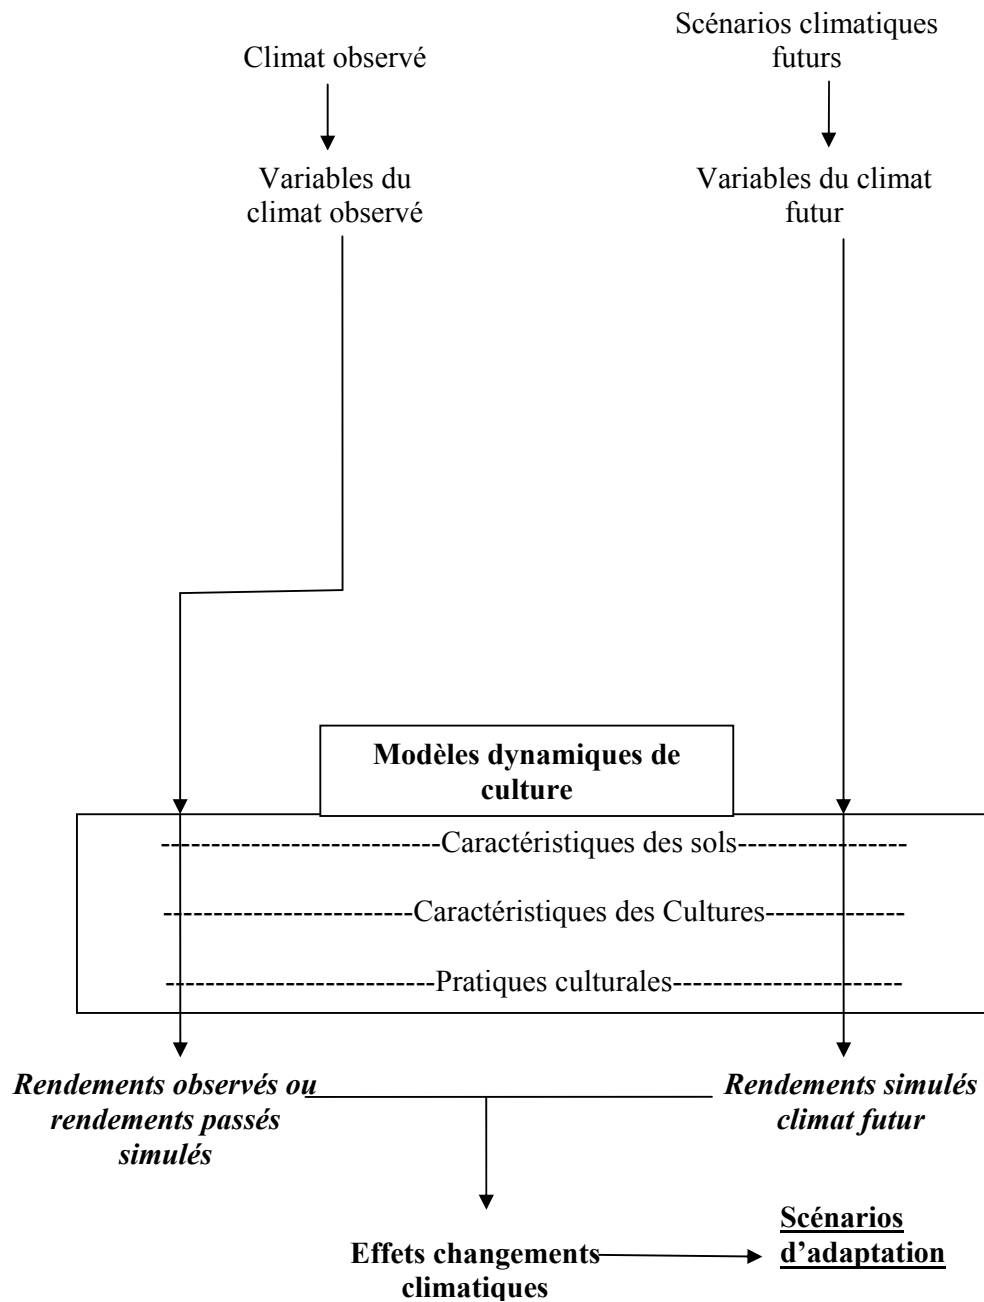 Climat observé
Scénarios climatiques
futurs
Variables du
climat observé
Variables du climat
futur
Modèles dynamiques de
culture
Caractéristiques des sols
Caractéristiques des Cultures
Pratiques culturales
Rendements observés ou
rendements passés
simulés
Rendements simulés
climat futur
Effets changements
climatiques
Scénarios
d’adaptation